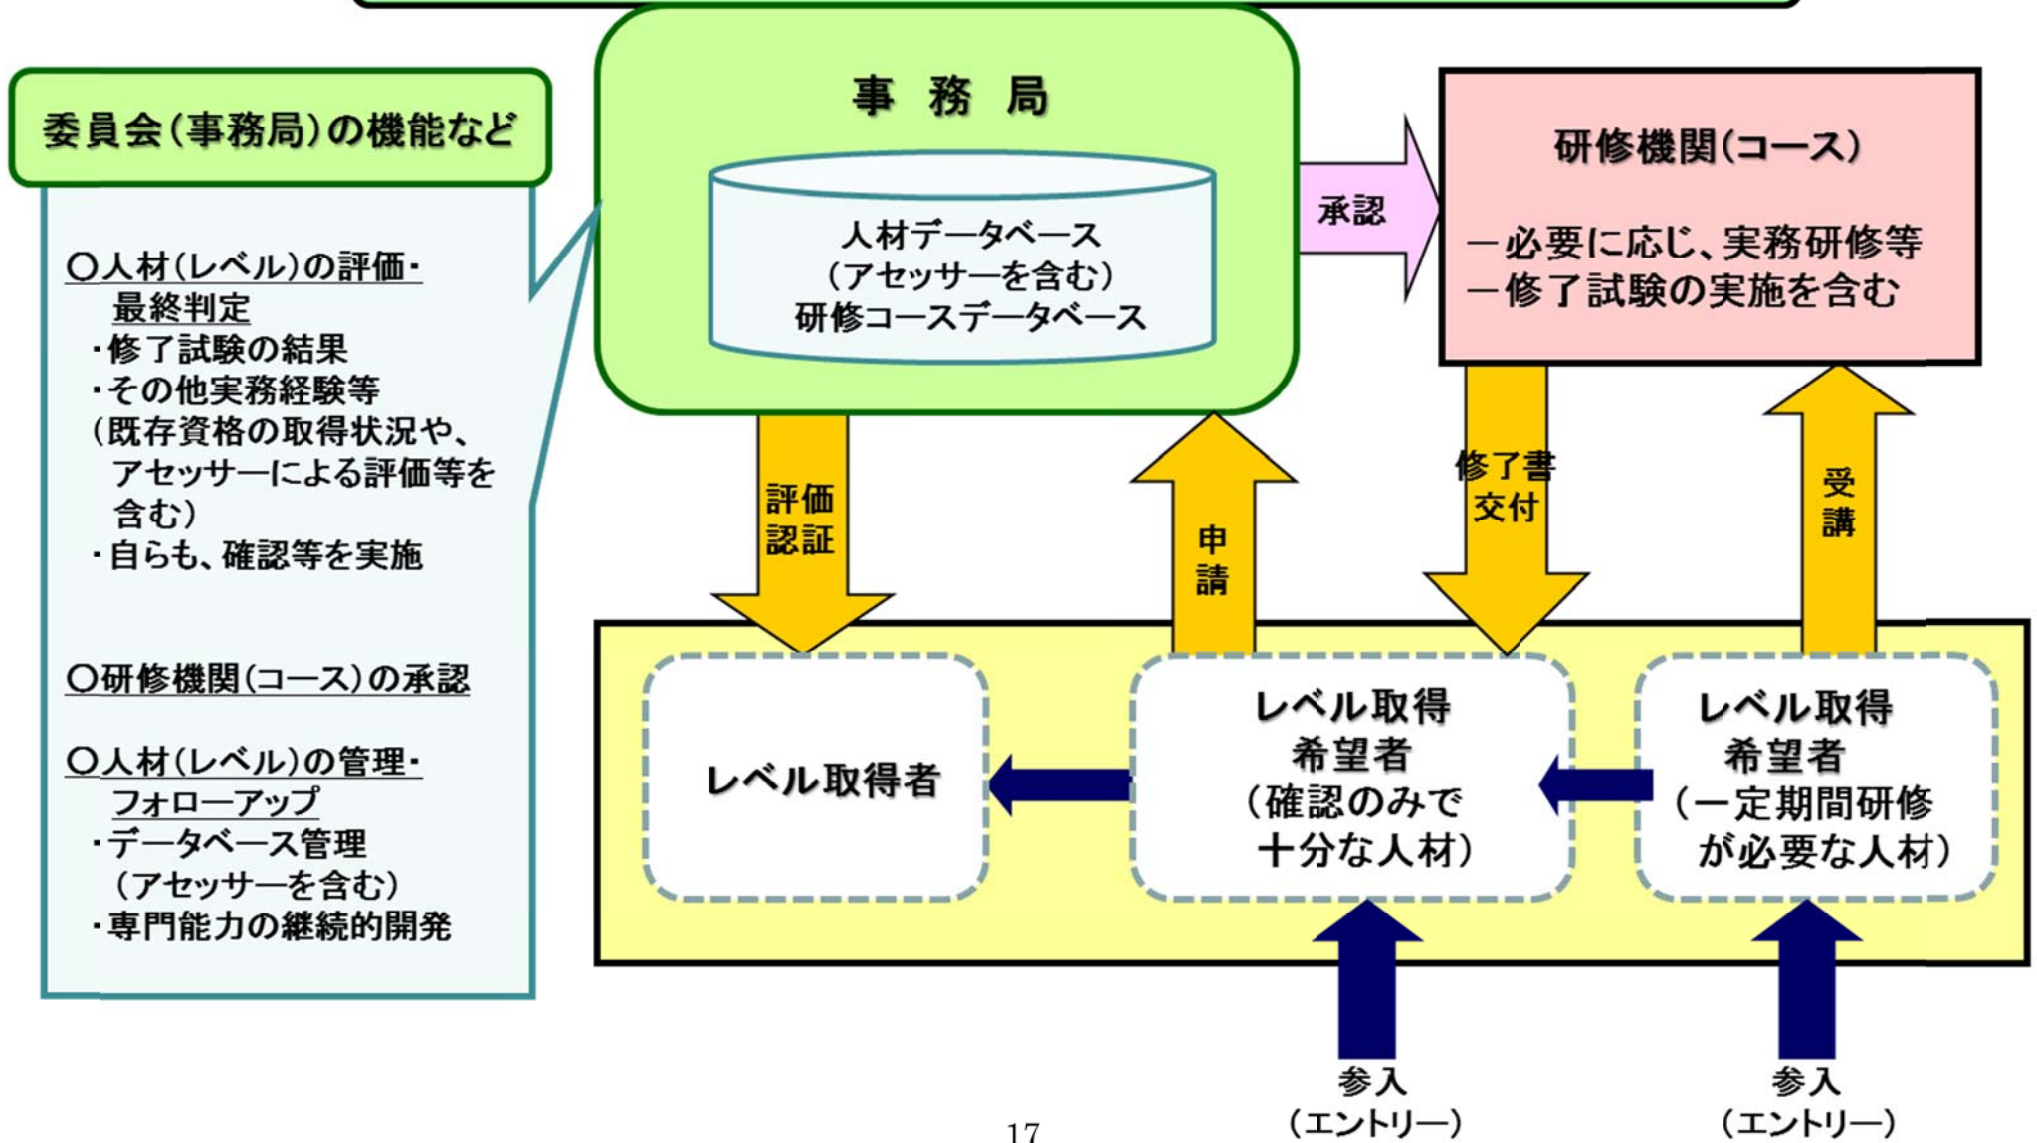 委員会(事務局)の機能など
○人材(レベル)の評価・
最終判定
・修了試験の結果
・その他実務経験等
(既存資格の取得状況や、
アセッサーによる評価等を
含む)
・自らも、確認等を実施
○研修機関(コース)の承認
○人材(レベル)の管理・
フォローアップ
・データベース管理
(アセッサーを含む)
・専門能力の継続的開発
事 務 局
人材データベース
(アセッサーを含む)
研修コースデータベース
承認
研修機関(コース)
－必要に応じ、実務研修等
－修了試験の実施を含む
評価
認証
申
請
修了書
交付
受
講
レベル取得者
レベル取得
希望者
(確認のみで
十分な人材)
レベル取得
希望者
(一定期間研修
が必要な人材)
参入
(エントリー)
参入
(エントリー)
17